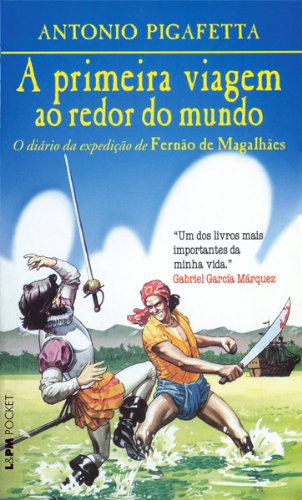 ANTONIO PIGAFETTA
A primeira viagem
ao redor do mundo
O diário da expedição de Fernão de Magalhães
“Um dos livros mais
importantes da
minha vida.”
Gabriel García Márquez
L&PM POCKET